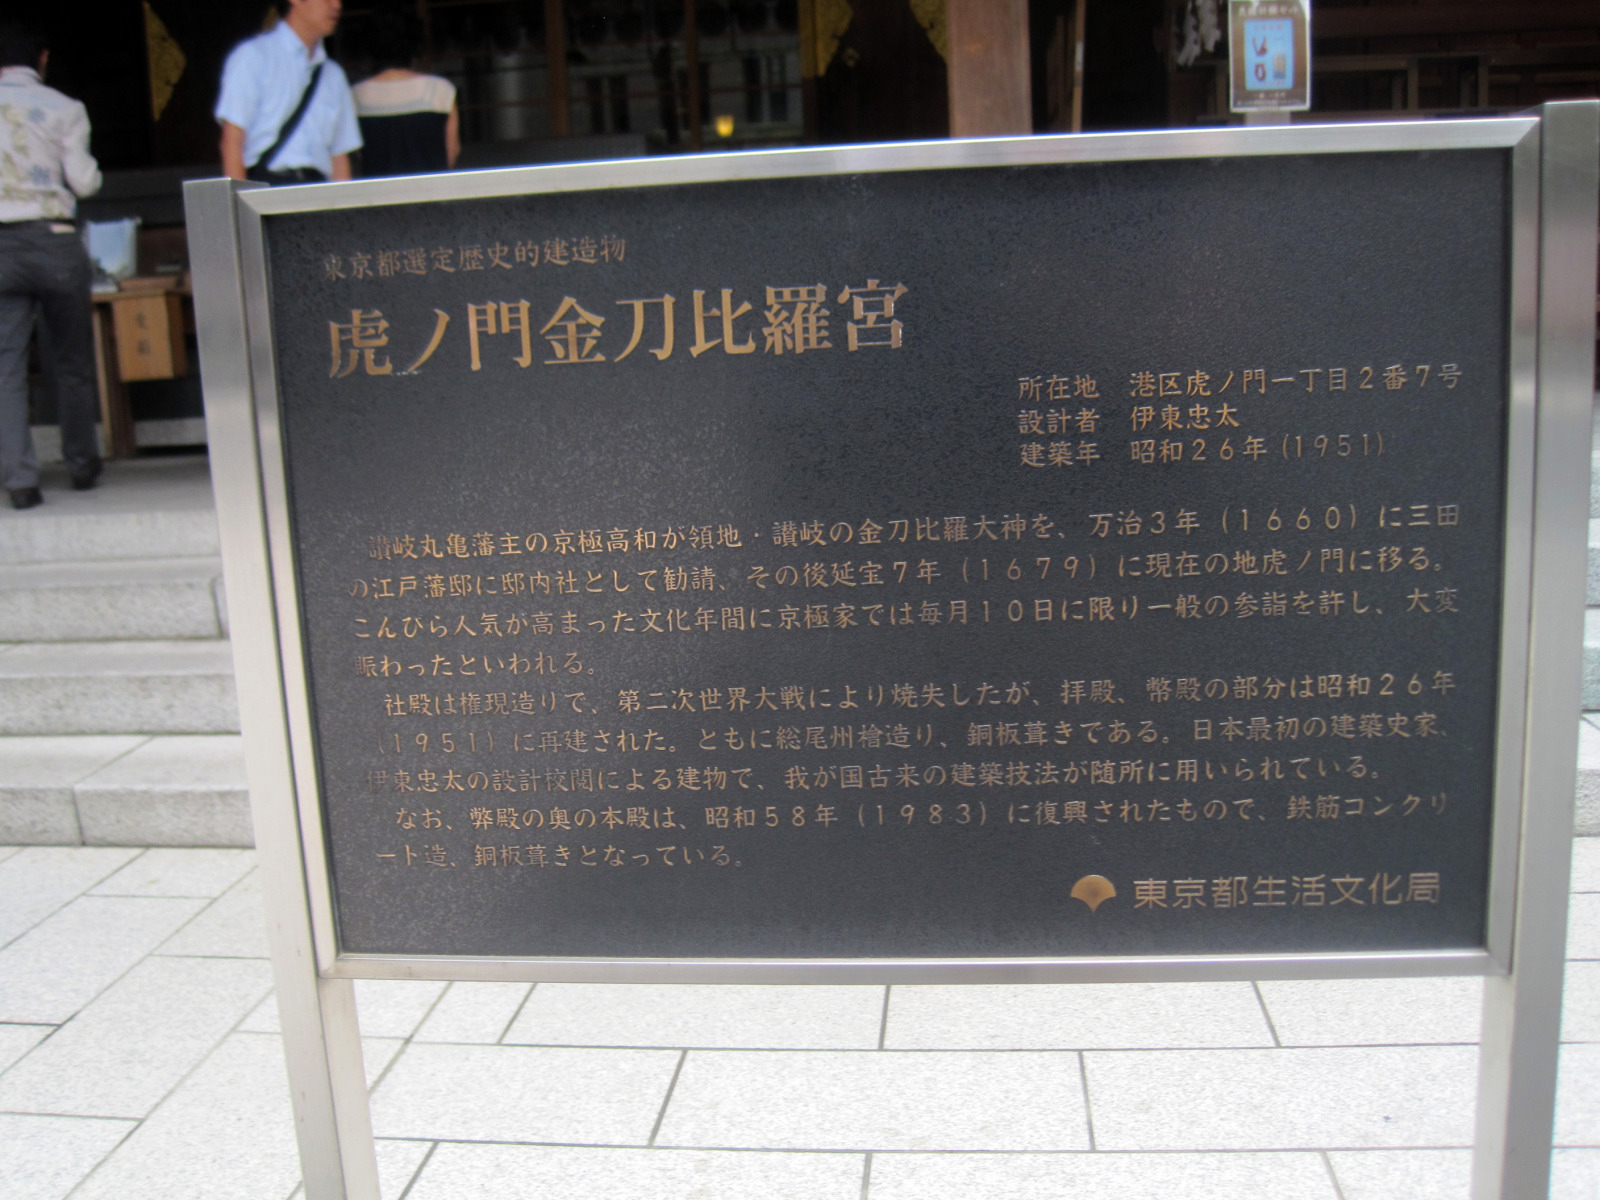 東京都選定歴史的建造物
虎ノ門金刀比羅宮
所在地　港区虎ノ門一丁目２番７号
設計者　伊東忠太
建築年　昭和２６年(１９５１)
讃岐丸亀藩主の京極高和が領地・讃岐の金刀比羅大神を、万治３年（１６６０）に三田
の江戸藩邸に邸内社として勧請、その後延宝７年（１６７９）に現在の地虎ノ門に移る。
こんぴら人気が高まった文化年間に京極家では毎月１０日に限り一般の参詣を許し、大変
賑わったといわれる。
社殿は権現造りで、第二次世界大戦により焼失したが、拝殿、幣殿の部分は昭和２６年
（１９５１）に再建された。ともに総尾州檜造り、銅板葺きである。日本最初の建築史家、
伊東忠太の設計校閲による建物で、我が国古来の建築技法が随所に用いられている。
なお、弊殿の奥の本殿は、昭和５８年（１９８３）に復興されたもので、鉄筋コンクリ
ート造、銅板葺きとなっている。
東京都生活文化局